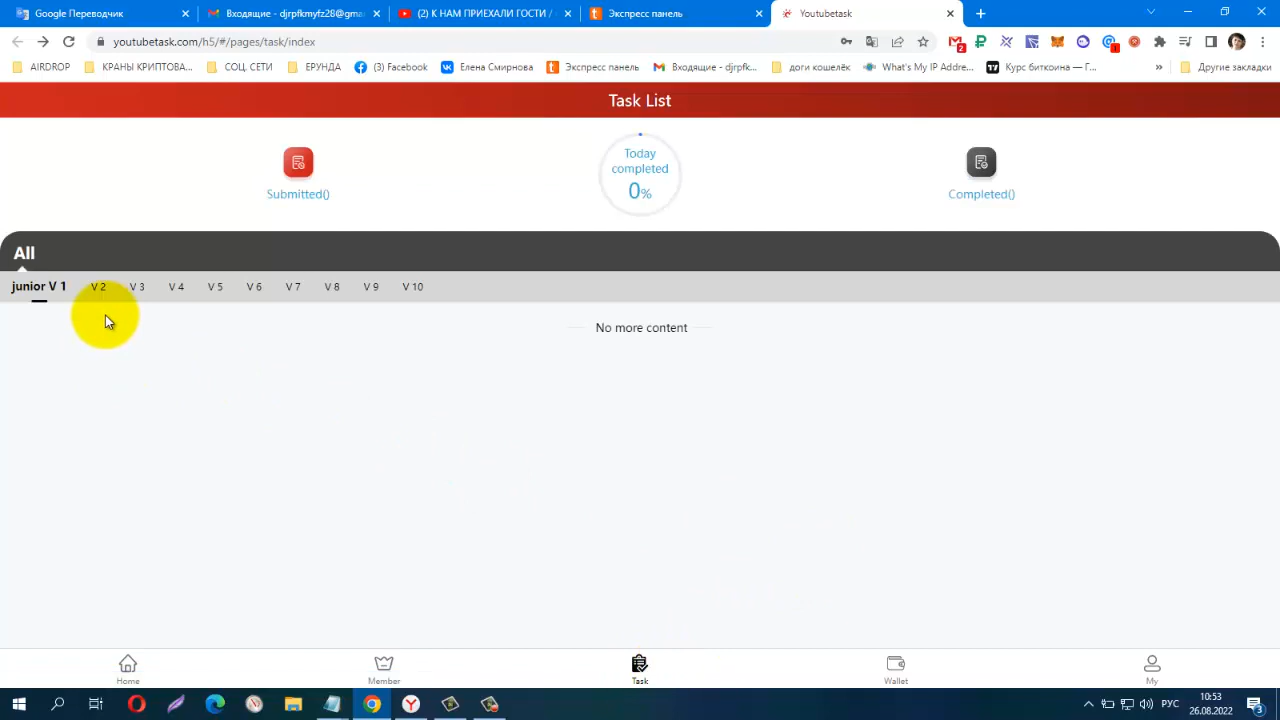 Google Переводчик
Входящие - djrpfkmyfz28@gma
(2) К НАМ ПРИЕХАЛИ ГОСТИ /
Экспресс панель
Youtubetask
youtubetask.com/h5/#/pages/task/index
2
1
AIRDROP
КРАНЫ КРИПТОВА...
СОЦ. СЕТИ
ЕРУНДА
(3) Facebook
Елена Смирнова
Экспресс панель
Входящие - djrpfk...
доги кошелёк
What's My IP Addre...
Курс биткоина — Г...
»
Другие закладки
Task List
Submitted()
Today
completed
0%
Completed()
All
junior V 1
V 2
V 3
V 4
V 5
V 6
V 7
V 8
V 9
V 10
No more content
Home
Member
Task
Wallet
My
РУС
10:53
26.08.2022
3